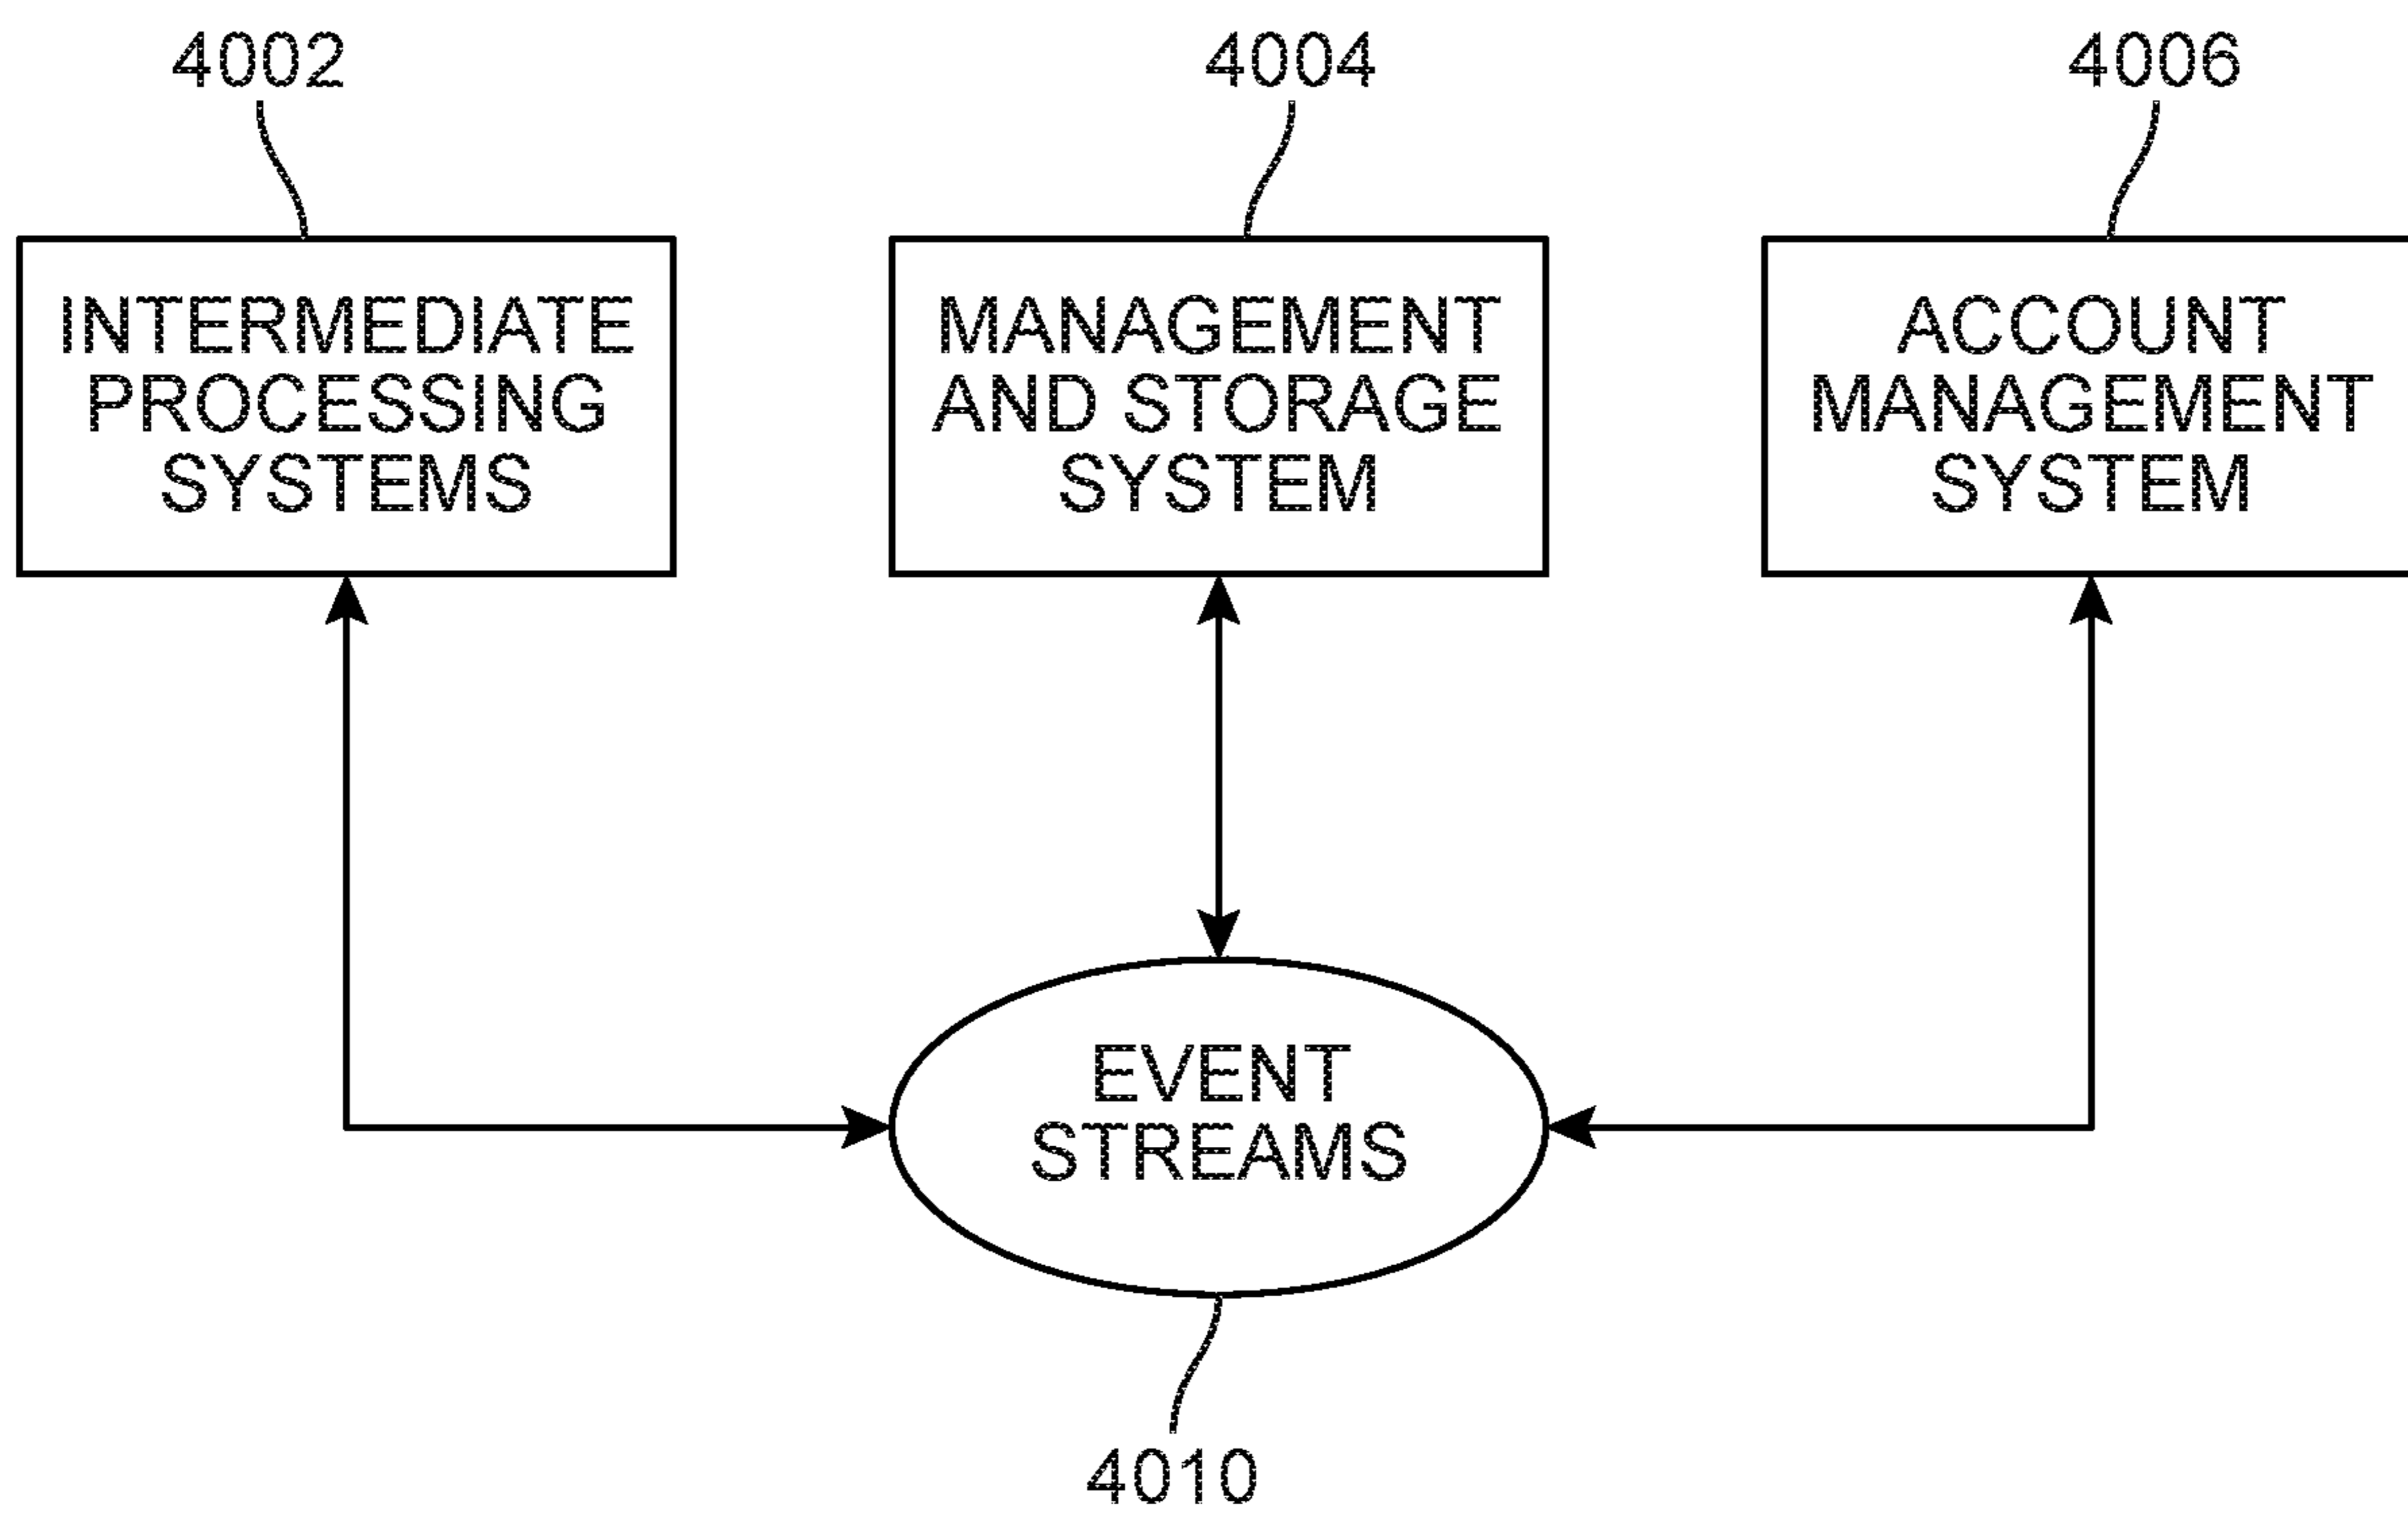 4002
4004
4006
INTERMEDIATE
PROCESSING
SYSTEMS
MANAGEMENT
AND STORAGE
SYSTEM
ACCOUNT
MANAGEMENT
SYSTEM
EVENT
STREAMS
4010